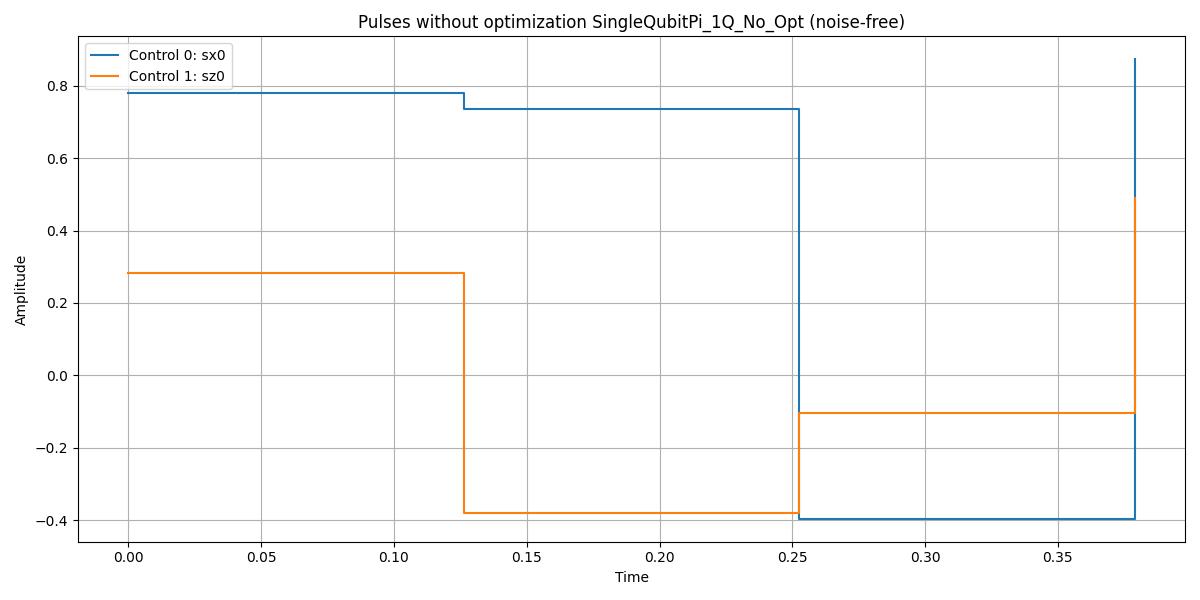 Pulses without optimization SingleQubitPi_1Q_No_Opt (noise-free)
Control 0: sx0
Control 1: sz0
Amplitude
0.8
0.6
0.4
0.2
0.0
−0.2
−0.4
0.00 0.05 0.10 0.15 0.20 0.25 0.30 0.35
Time